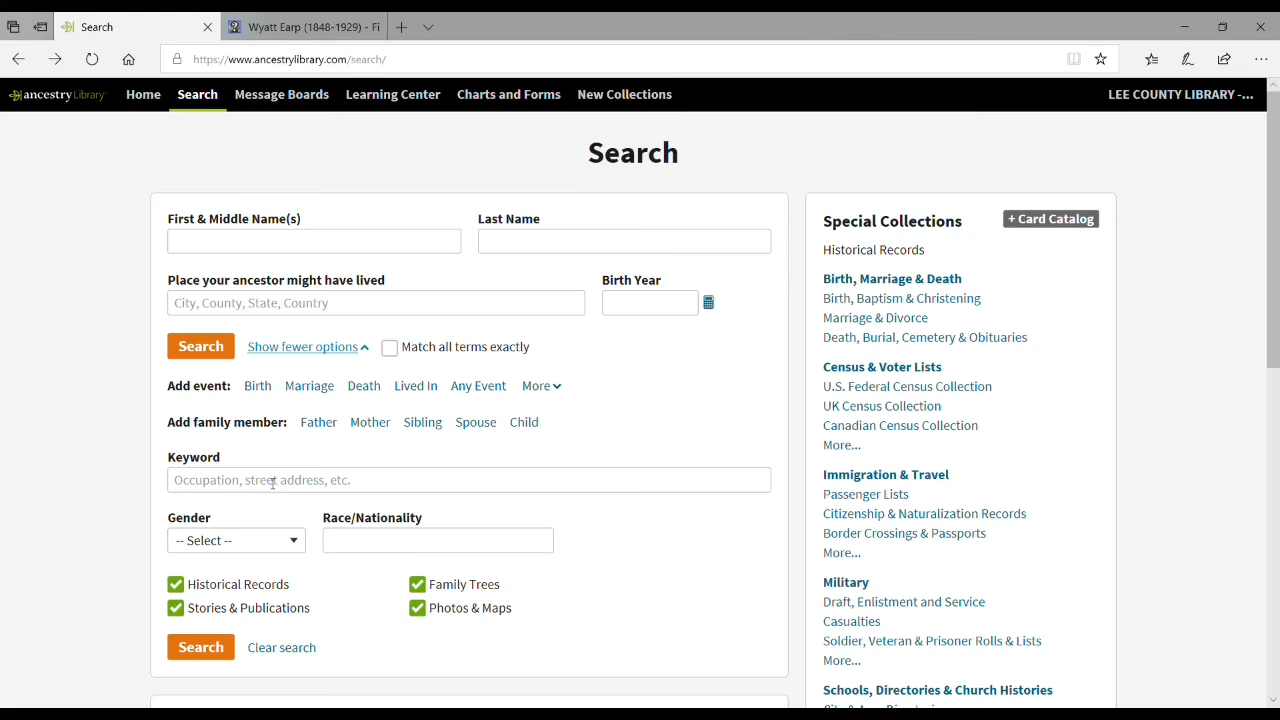 Search
Wyatt Earp (1848-1929) - Fi
https://www.ancestrylibrary.com/search/
ancestryLibrary
Home
Search
Message Boards
Learning Center
Charts and Forms
New Collections
LEE COUNTY LIBRARY -...
Search
First & Middle Name(s)
Last Name
Place your ancestor might have lived
Birth Year
City, County, State, Country
Search
Show fewer options
Match all terms exactly
Add event:
Birth
Marriage
Death
Lived In
Any Event
More
Add family member:
Father
Mother
Sibling
Spouse
Child
Keyword
Occupation, street address, etc.
Gender
Race/Nationality
-- Select --
Historical Records
Family Trees
Stories & Publications
Photos & Maps
Search
Clear search
Special Collections
+ Card Catalog
Historical Records
Birth, Marriage & Death
Birth, Baptism & Christening
Marriage & Divorce
Death, Burial, Cemetery & Obituaries
Census & Voter Lists
U.S. Federal Census Collection
UK Census Collection
Canadian Census Collection
More...
Immigration & Travel
Passenger Lists
Citizenship & Naturalization Records
Border Crossings & Passports
More...
Military
Draft, Enlistment and Service
Casualties
Soldier, Veteran & Prisoner Rolls & Lists
More...
Schools, Directories & Church Histories